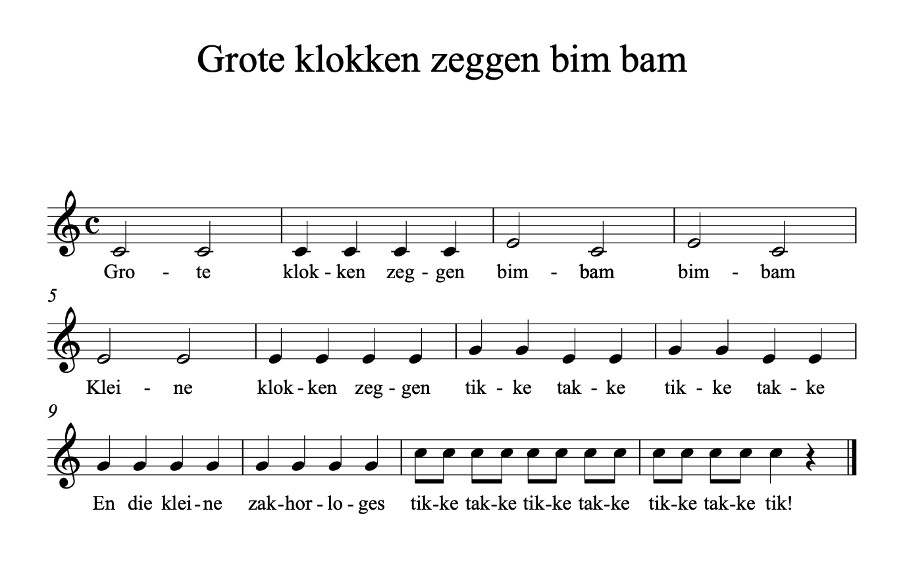 Grote klokken zeggen bim bam
Gro - te klok - ken zeg - gen bim - bam bim - bam
5
Klei - ne klok - ken zeg - gen tik - ke tak - ke tik - ke tak - ke
9
En die klei - ne zak - hor - lo - ges tik - ke tak - ke tik - ke tak - ke tik - ke tak - ke tik!